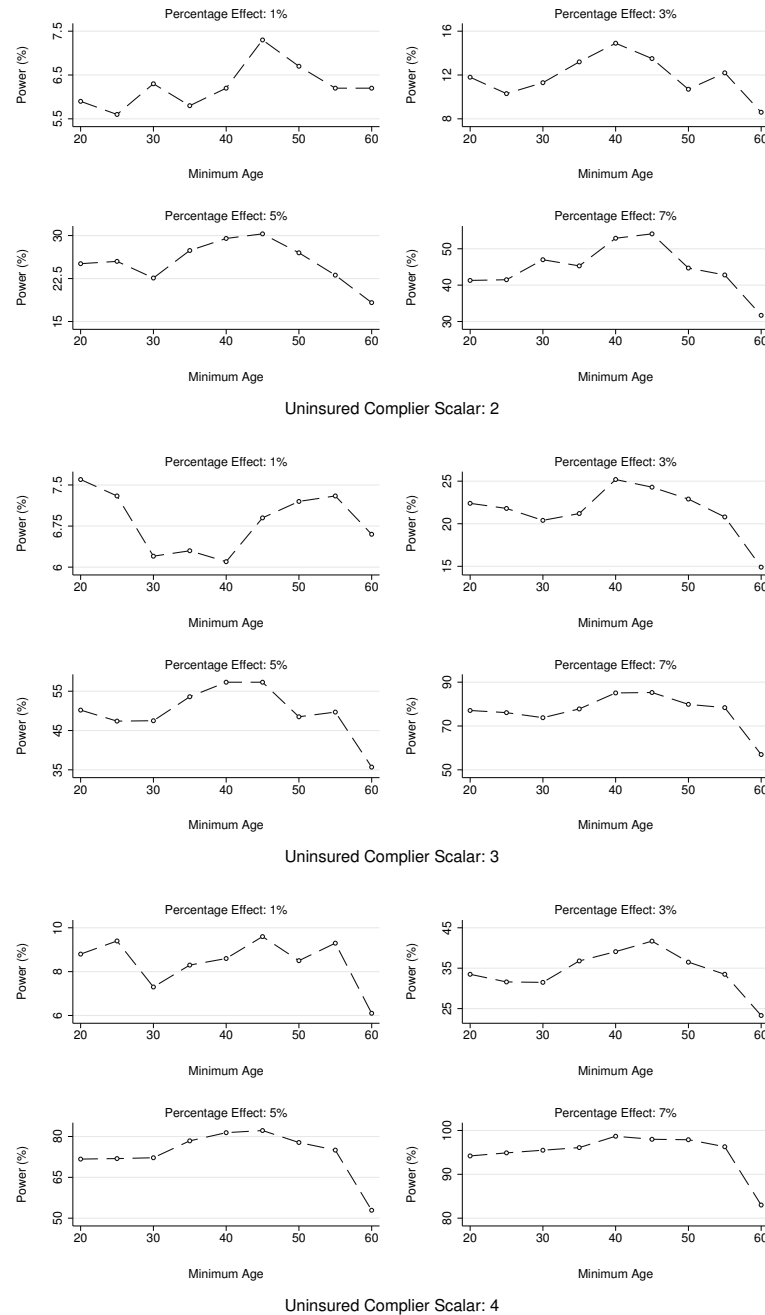 Percentage Effect: 1%
Power (%)
5.5 6.5 7.5
20 30 40 50 60
Minimum Age
Percentage Effect: 3%
Power (%)
8 12 16
20 30 40 50 60
Minimum Age
Percentage Effect: 5%
Power (%)
15 22.5 30
20 30 40 50 60
Minimum Age
Percentage Effect: 7%
Power (%)
30 40 50
20 30 40 50 60
Minimum Age
Uninsured Complier Scalar: 2
Percentage Effect: 1%
Power (%)
6 6.75 7.5
20 30 40 50 60
Minimum Age
Percentage Effect: 3%
Power (%)
15 20 25
20 30 40 50 60
Minimum Age
Percentage Effect: 5%
Power (%)
35 45 55
20 30 40 50 60
Minimum Age
Percentage Effect: 7%
Power (%)
50 70 90
20 30 40 50 60
Minimum Age
Uninsured Complier Scalar: 3
Percentage Effect: 1%
Power (%)
6 8 10
20 30 40 50 60
Minimum Age
Percentage Effect: 3%
Power (%)
25 35 45
20 30 40 50 60
Minimum Age
Percentage Effect: 5%
Power (%)
50 65 80
20 30 40 50 60
Minimum Age
Percentage Effect: 7%
Power (%)
80 90 100
20 30 40 50 60
Minimum Age
Uninsured Complier Scalar: 4